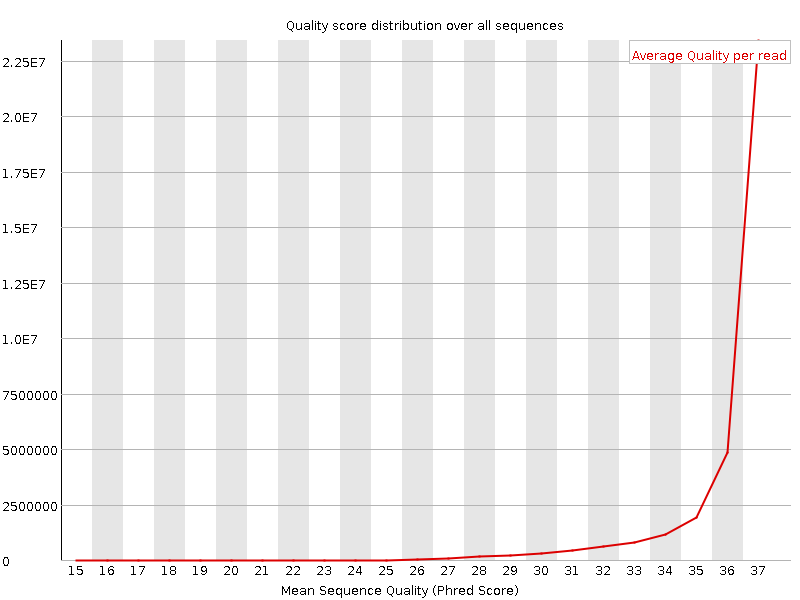 Quality score distribution over all sequences
Average Quality per read
2.25E7
2.0E7
1.75E7
1.5E7
1.25E7
1.0E7
7500000
5000000
2500000
0
15 16 17 18 19 20 21 22 23 24 25 26 27 28 29 30 31 32 33 34 35 36 37
Mean Sequence Quality (Phred Score)